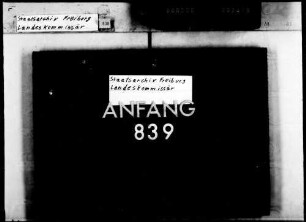 Staatsarchiv Freiburg
Landeskommissär
Staatsarchiv Freiburg
Landeskommissär
ANFANG
839